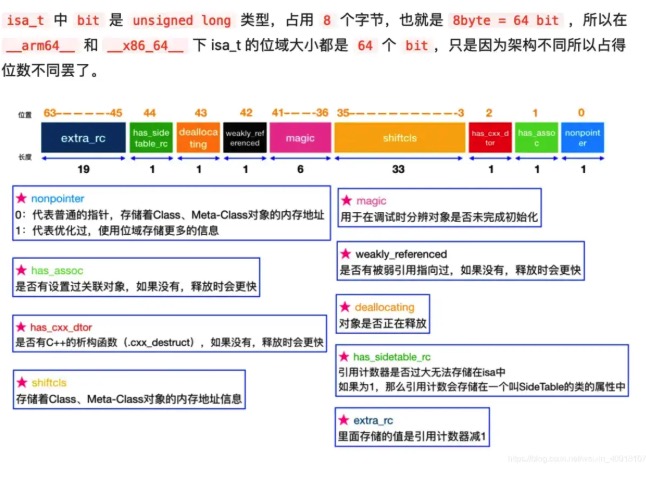 isa_t 中 bit 是 unsigned long 类型，占用 8 个字节，也就是 8byte = 64 bit ，所以在
__arm64__ 和 __x86_64__ 下 isa_t 的位域大小都是 64 个 bit ，只是因为架构不同所以占得
位数不同罢了。
位置 63------45 44 43 42 41----36 35------------3 2 1 0
extra_rc has_side table_rc dealloca ting weakly_ref erenced magic shiftcls has_cxx_d tor has_asso c nonpoint er
长度 19 1 1 1 6 33 1 1 1
★ nonpointer
0：代表普通的指针，存储着Class、Meta-Class对象的内存地址
1：代表优化过，使用位域存储更多的信息
★ has_assoc
是否有设置过关联对象，如果没有，释放时会更快
★ has_cxx_dtor
是否有C++的析构函数（.cxx_destruct），如果没有，释放时会更快
★ shiftcls
存储着Class、Meta-Class对象的内存地址信息
★ magic
用于在调试时分辨对象是否未完成初始化
★ weakly_referenced
是否有被弱引用指向过，如果没有，释放时会更快
★ deallocating
对象是否正在释放
★ has_sidetable_rc
引用计数器是否过大无法存储在isa中
如果为1，那么引用计数会存储在一个叫SideTable的类的属性中
★ extra_rc
里面存储的值是引用计数器减1